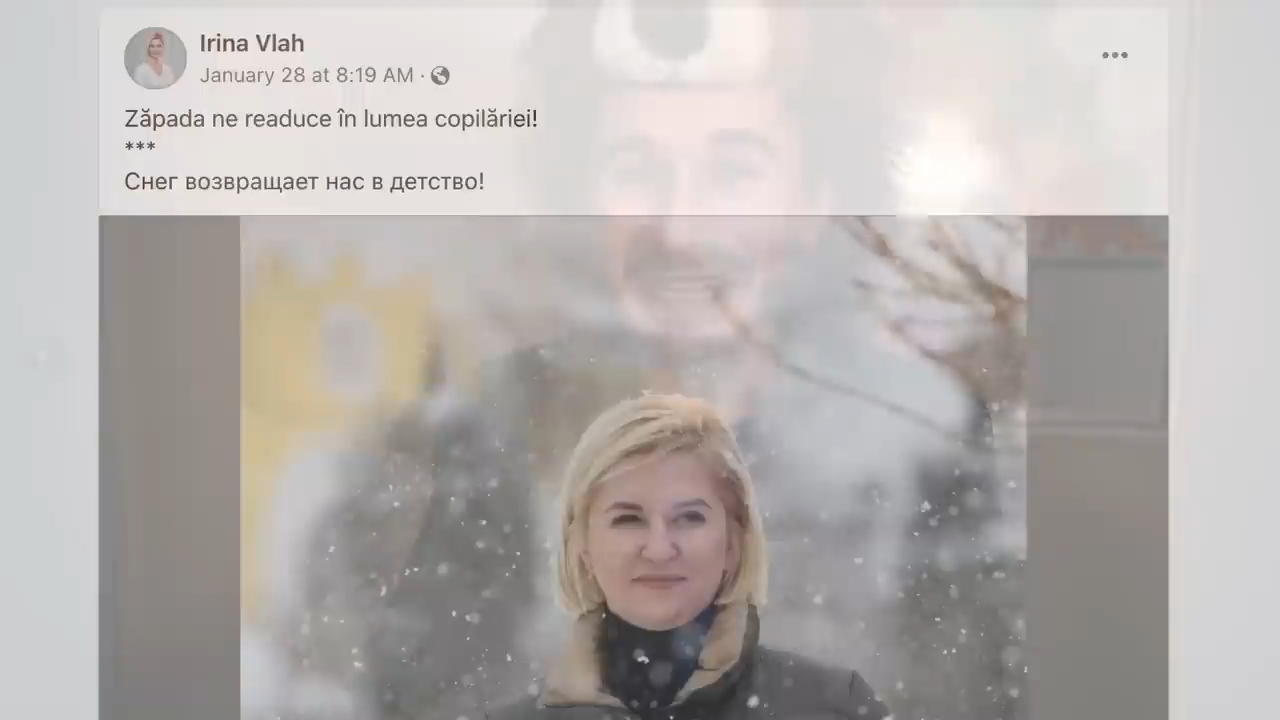 Irina Vlah
January 28 at 8:19 AM ·
Zăpada ne readuce în lumea copilăriei!
***
Снег возвращает нас в детство!